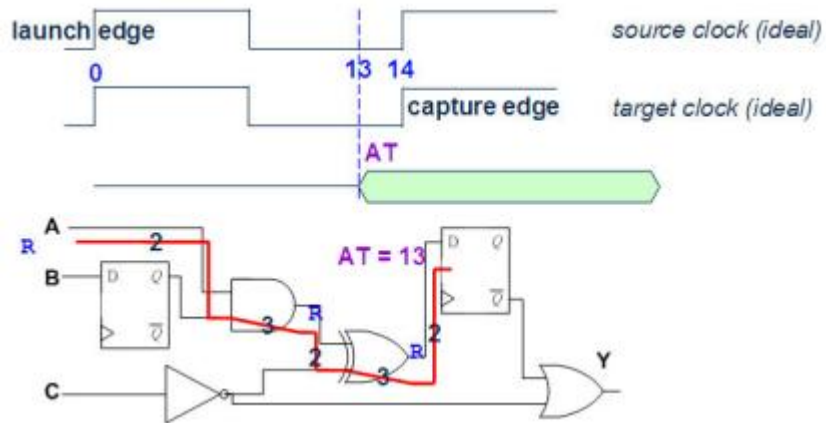 launch edge
source clock (ideal)
0
13 14
capture edge
target clock (ideal)
AT
A
R
2
AT = 13
D Q
B
D Q
R
3
Q
2
R
2
Q
3
Y
C